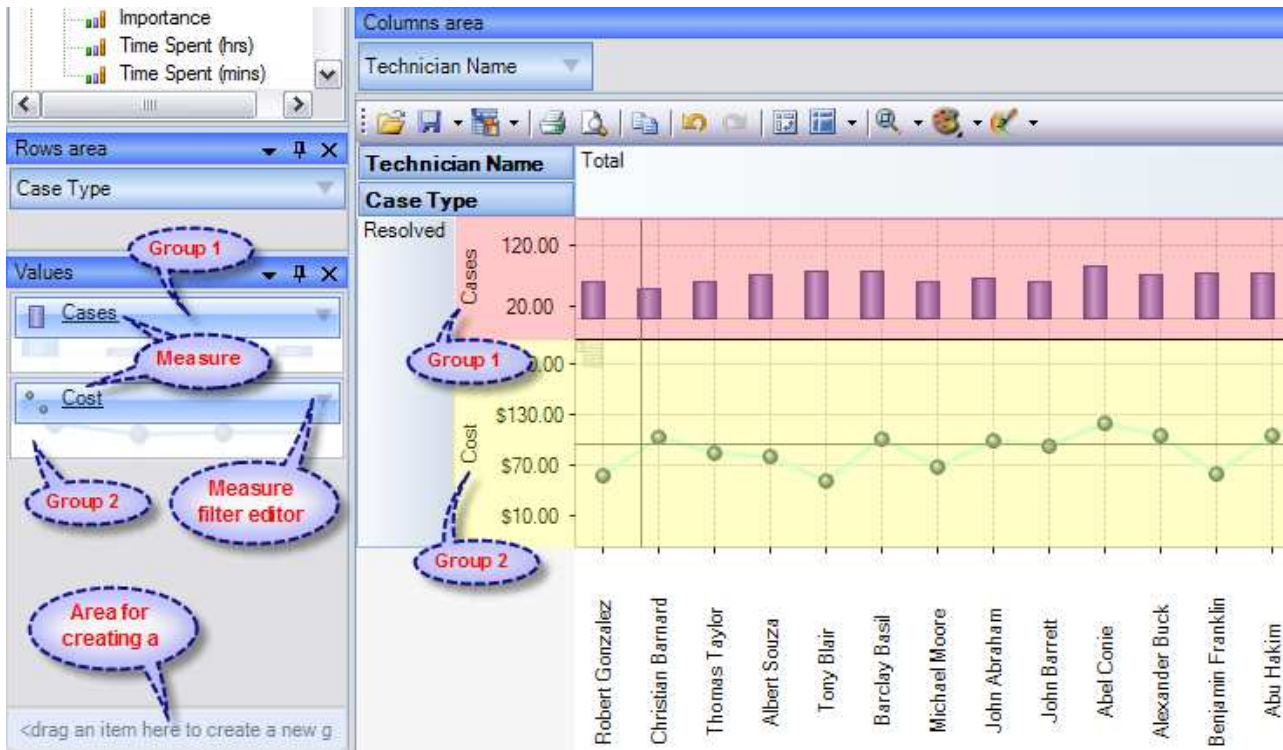 Importance
Time Spent (hrs)
Time Spent (mins)
Rows area
Case Type
Group 1
Values
Cases
Measure
Cost
Group 2
Measure
filter editor
Area for
creating a
<drag an item here to create a new g
Columns area
Technician Name
Technician Name
Total
Case Type
Resolved
Cases
120.00
20.00
Group 1
Cost
$130.00
$70.00
$10.00
Group 2
Robert Gonzalez
Christian Barnard
Thomas Taylor
Albert Souza
Tony Blair
Barclay Basil
Michael Moore
John Abraham
John Barrett
Abel Conie
Alexander Buck
Benjamin Franklin
Abu Hakim